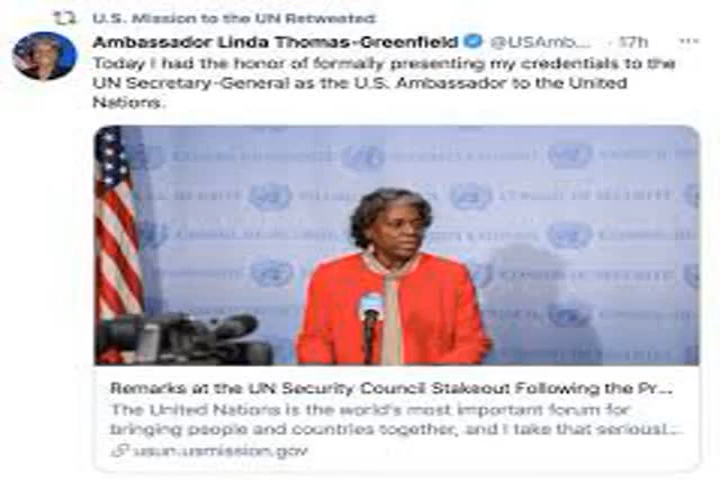 U.S. Mission to the UN Retweeted
Ambassador Linda Thomas-Greenfield @USAmb... · 17h ...
Today I had the honor of formally presenting my credentials to the
UN Secretary-General as the U.S. Ambassador to the United
Nations.
Remarks at the UN Security Council Stakeout Following the Pr...
The United Nations is the world's most important forum for
bringing people and countries together, and I take that seriousl...
usun.usmission.gov